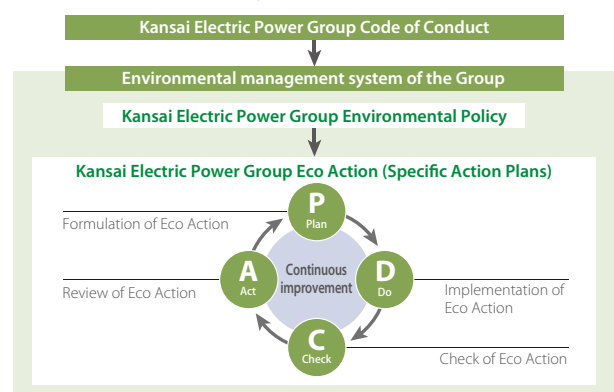 Kansai Electric Power Group Code of Conduct
Environmental management system of the Group
Kansai Electric Power Group Environmental Policy
Kansai Electric Power Group Eco Action (Specific Action Plans)
P
Plan
Formulation of Eco Action
A
Act
Continuous
improvement
D
Do
Review of Eco Action
Implementation of
Eco Action
C
Check
Check of Eco Action